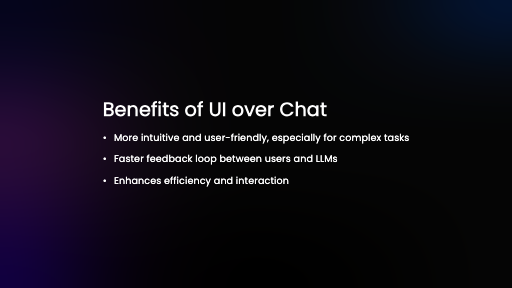 Benefits of UI over Chat
• More intuitive and user-friendly, especially for complex tasks
• Faster feedback loop between users and LLMs
• Enhances efficiency and interaction